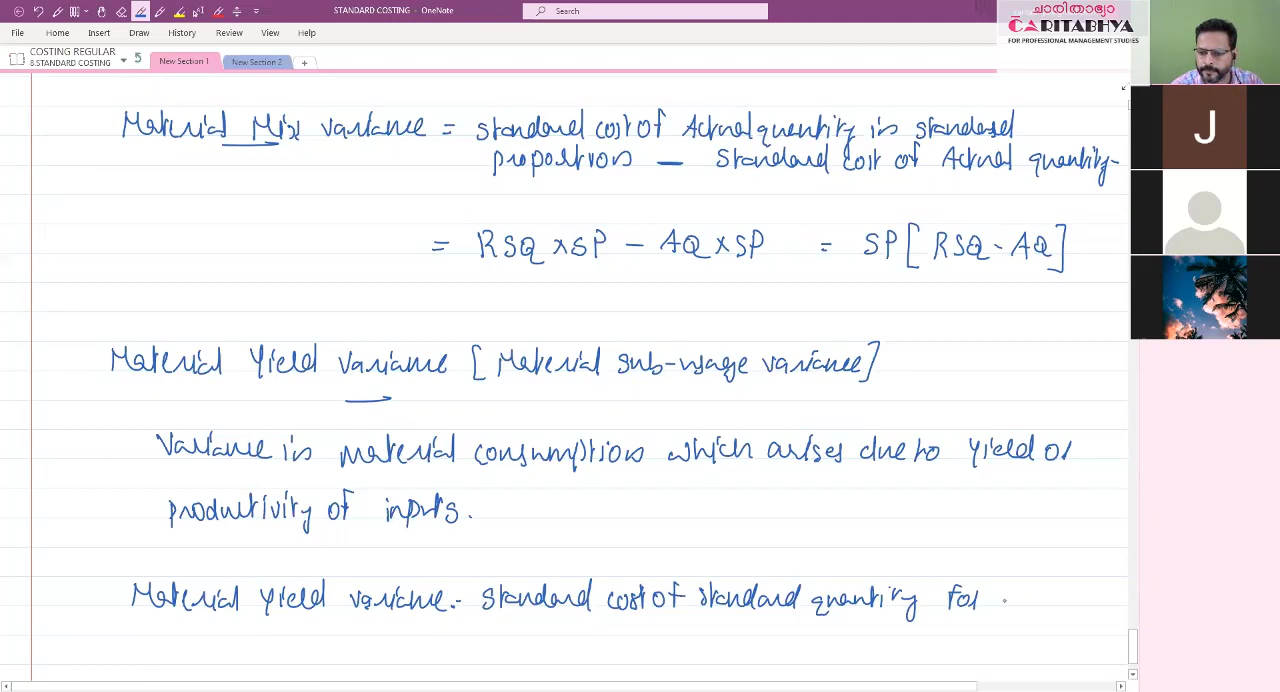 STANDARD COSTING - OneNote
Search
ചാരിതാഭ്യാ
CARITABHYA
FOR PROFESSIONAL MANAGEMENT STUDIES
File Home Insert Draw History Review View Help
COSTING REGULAR
8.STANDARD COSTING
5
New Section 1
New Section 2
+
Material Mix variance = standard cost of Actual quantity in standard
proportion — standard cost of Actual quantity-
= RSQ × SP — AQ × SP = SP [ RSQ - AQ ]
Material Yield variance [ Material sub-usage variance ]
Variance in material consumption which arises due to yield or
productivity of inputs.
Material yield variance = standard cost of standard quantity for
J